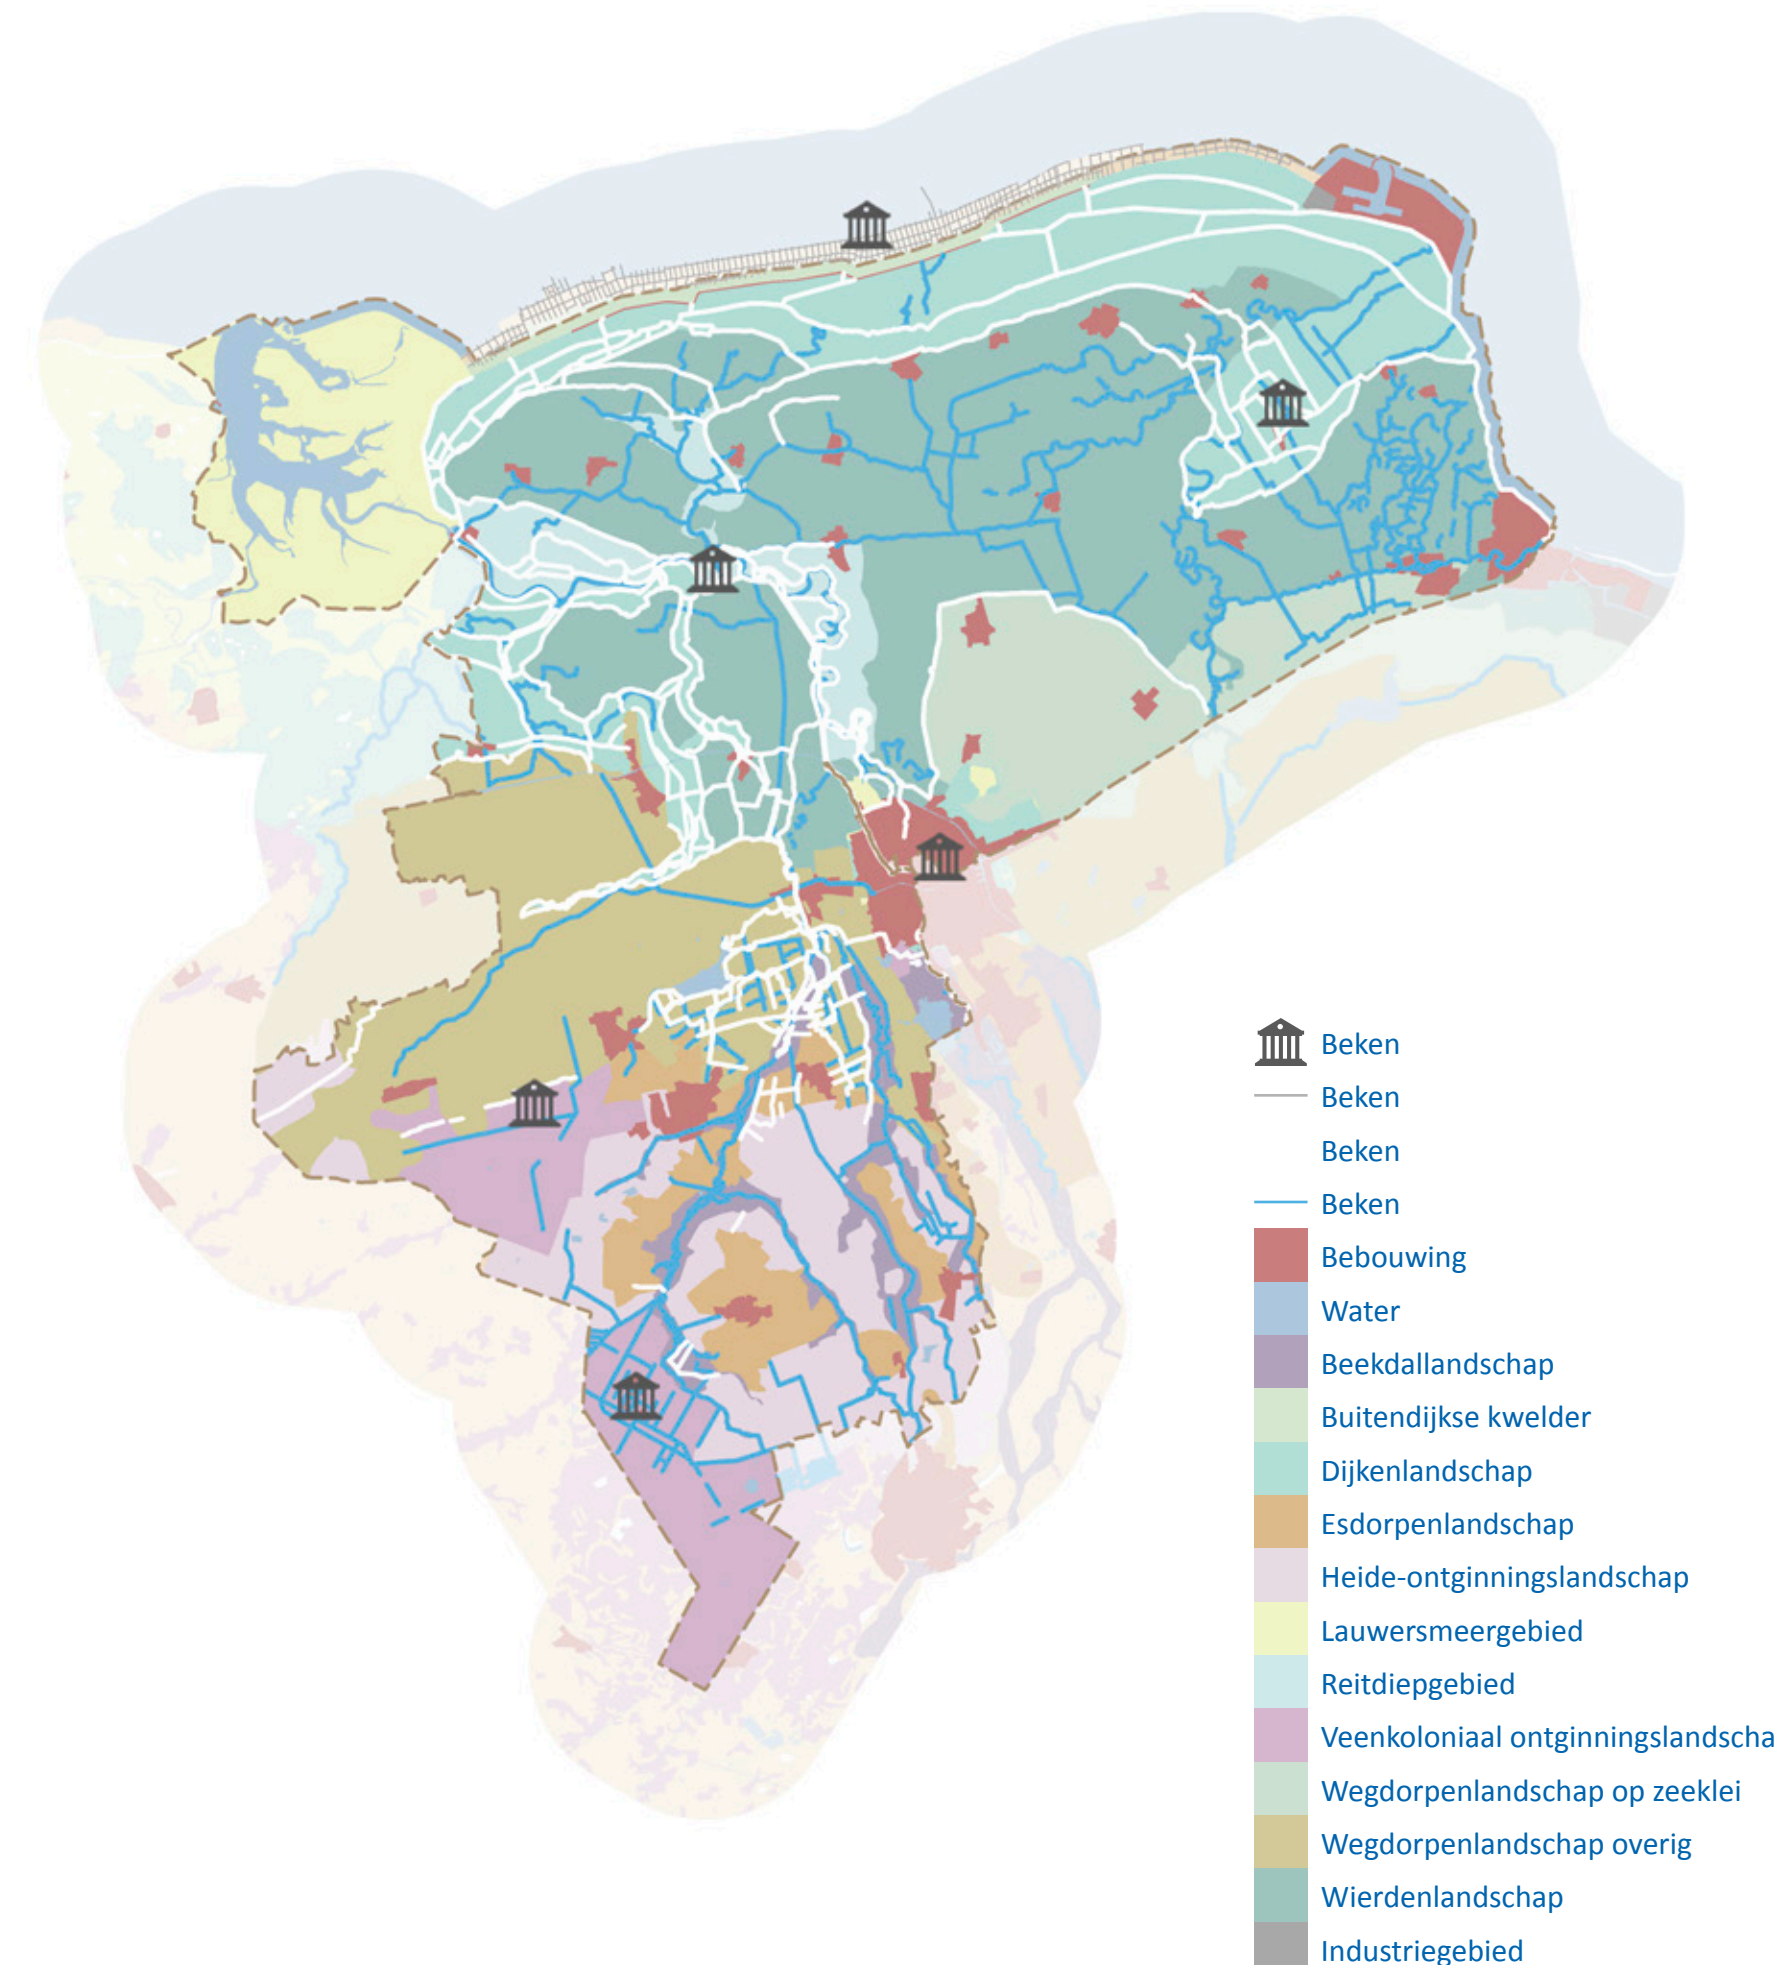 Beken
Beken
Beken
Beken
Bebouwing
Water
Beekdallandschap
Buitendijkse kwelder
Dijkenlandschap
Esdorpenlandschap
Heide-ontginningslandschap
Lauwersmeergebied
Reitdiepgebied
Veenkoloniaal ontginningslandscha
Wegdorpenlandschap op zeeklei
Wegdorpenlandschap overig
Wierdenlandschap
Industriegebied